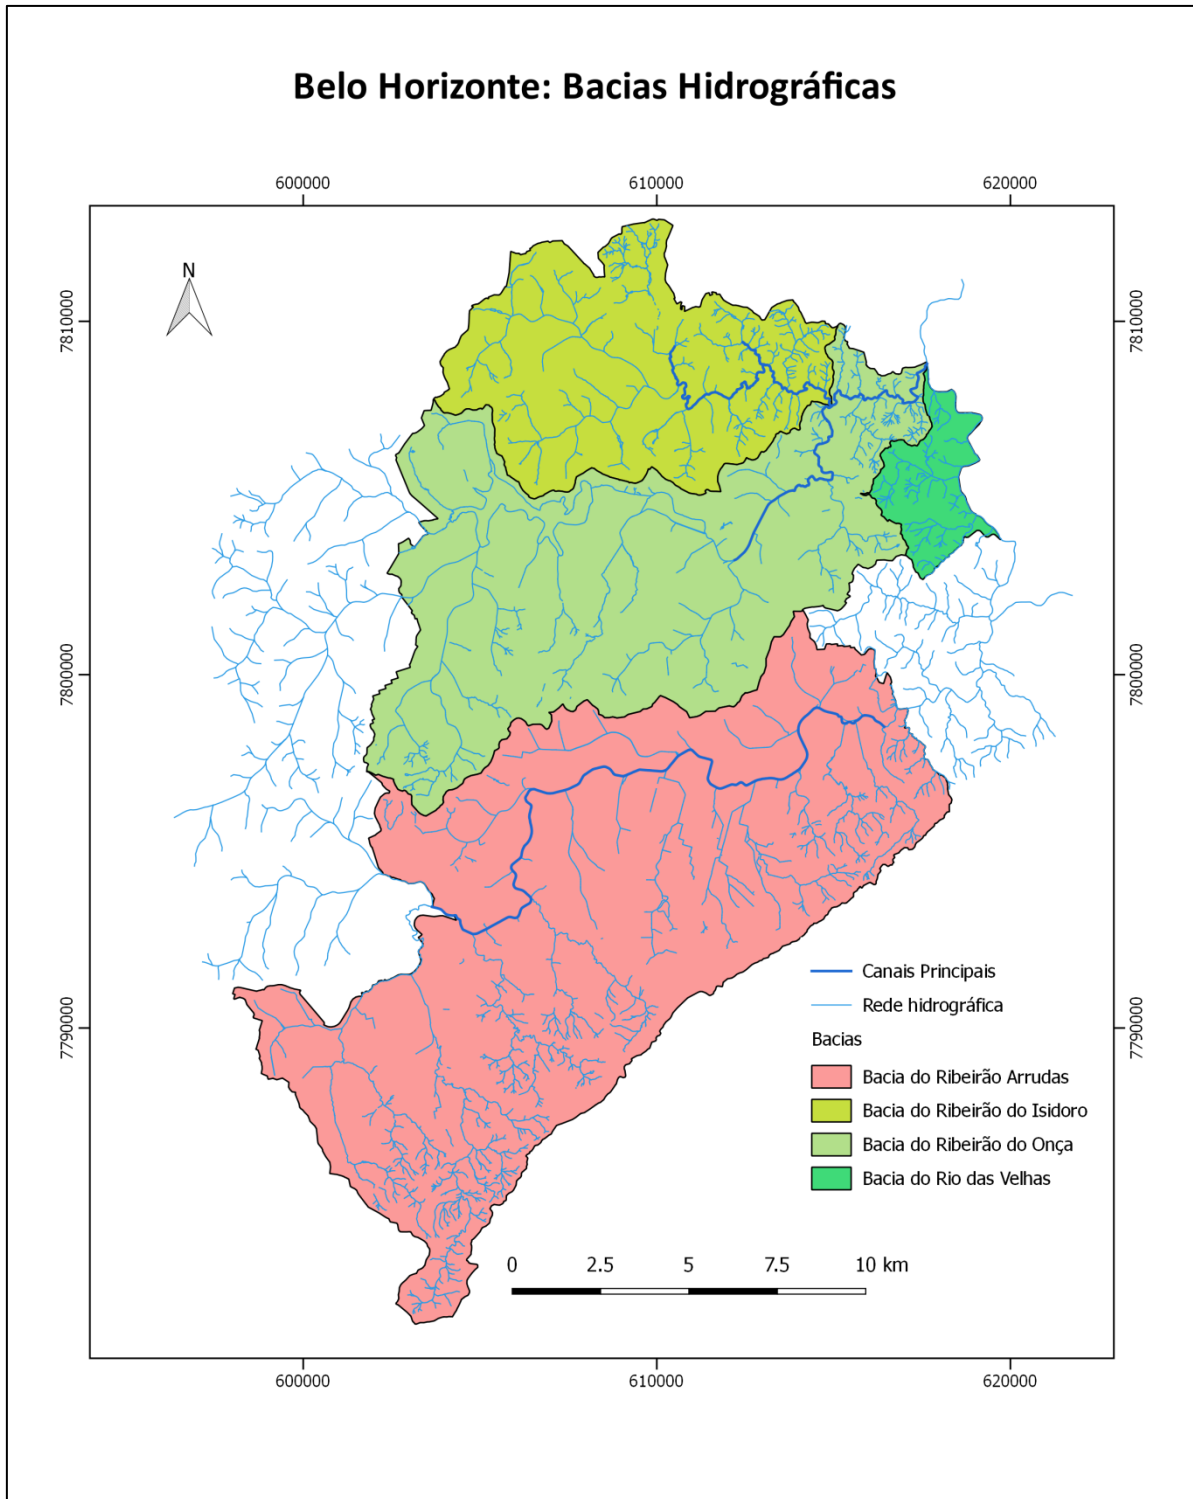 Belo Horizonte: Bacias Hidrográficas
600000
610000
620000
N
7810000
7810000
7800000
7800000
7790000
7790000
Canais Principais
Rede hidrográfica
Bacias
Bacia do Ribeirão Arrudas
Bacia do Ribeirão do Isidoro
Bacia do Ribeirão do Onça
Bacia do Rio das Velhas
0 2.5 5 7.5 10 km
600000
610000
620000